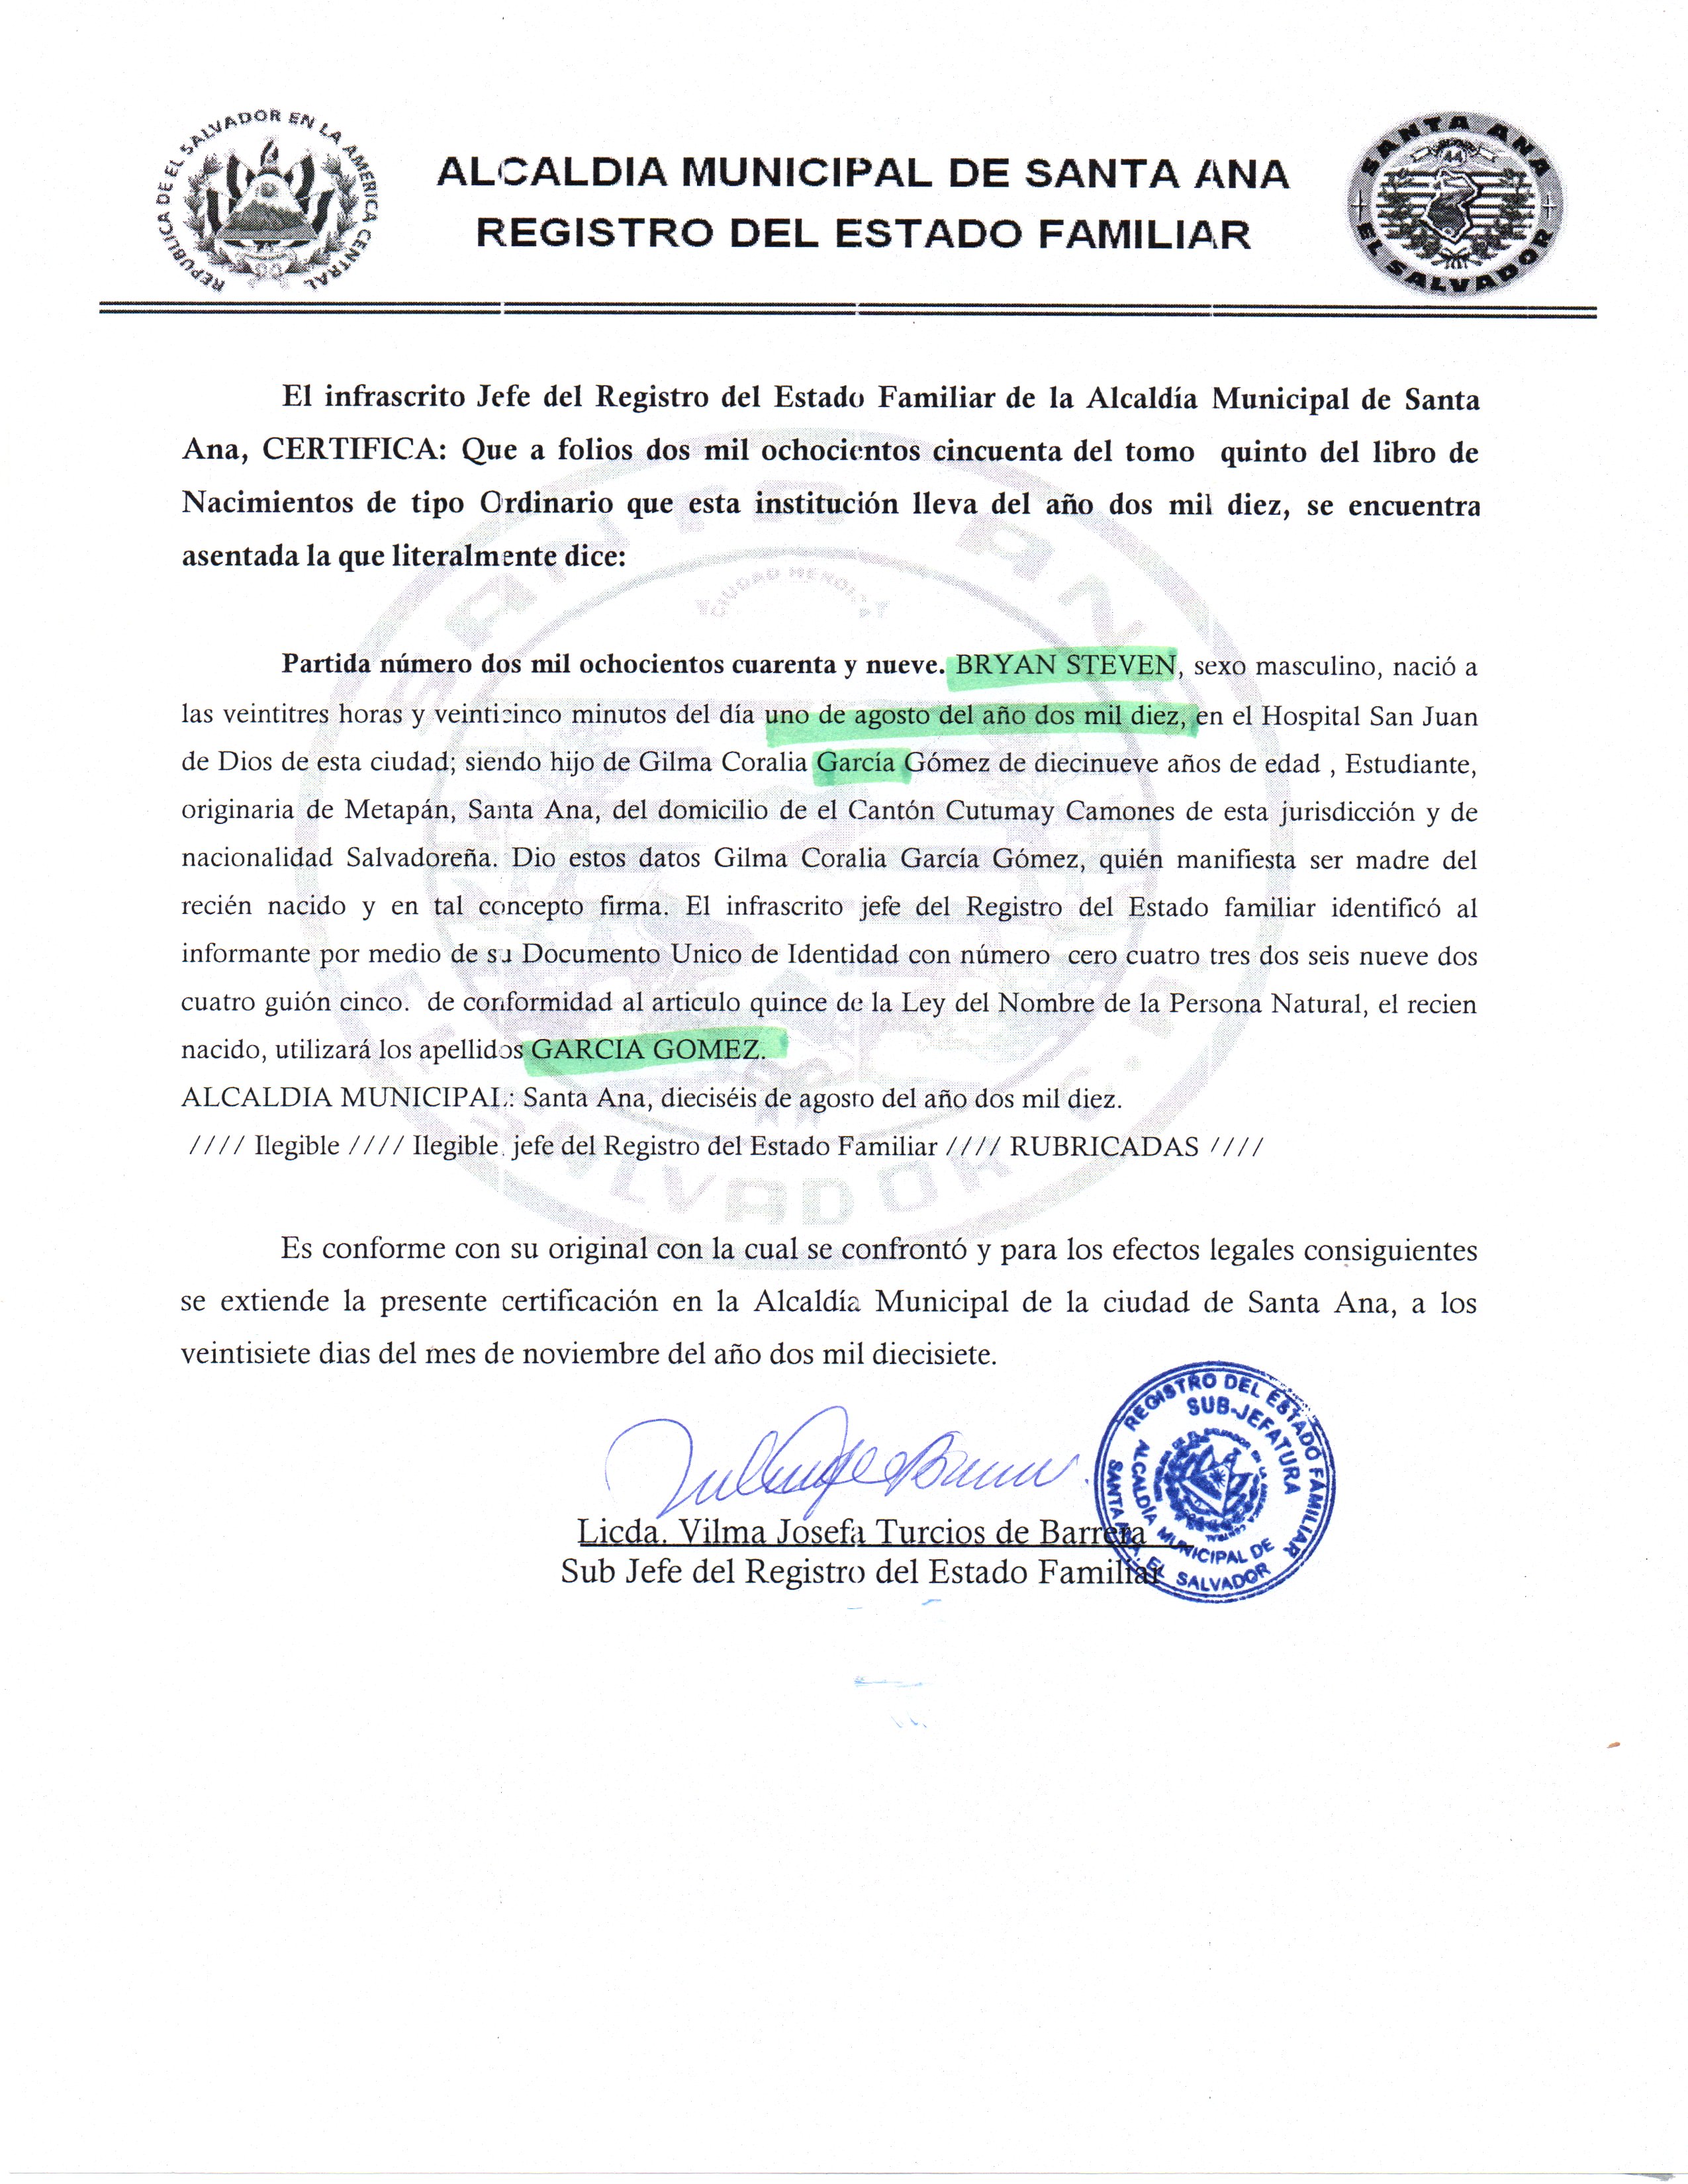 REPUBLICA DE EL SALVADOR EN LA AMERICA CENTRAL
ALCALDIA MUNICIPAL DE SANTA ANA
REGISTRO DEL ESTADO FAMILIAR
SANTA ANA
EL SALVADOR
El infrascrito Jefe del Registro del Estado Familiar de la Alcaldía Municipal de Santa
Ana, CERTIFICA: Que a folios dos mil ochocientos cincuenta del tomo quinto del libro de
Nacimientos de tipo Ordinario que esta institución lleva del año dos mil diez, se encuentra
asentada la que literalmente dice:
Partida número dos mil ochocientos cuarenta y nueve. BRYAN STEVEN, sexo masculino, nació a
las veintitres horas y veinticinco minutos del día uno de agosto del año dos mil diez, en el Hospital San Juan
de Dios de esta ciudad; siendo hijo de Gilma Coralia García Gómez de diecinueve años de edad , Estudiante,
originaria de Metapán, Santa Ana, del domicilio de el Cantón Cutumay Camones de esta jurisdicción y de
nacionalidad Salvadoreña. Dio estos datos Gilma Coralia García Gómez, quién manifiesta ser madre del
recién nacido y en tal concepto firma. El infrascrito jefe del Registro del Estado familiar identificó al
informante por medio de su Documento Unico de Identidad con número cero cuatro tres dos seis nueve dos
cuatro guión cinco. de conformidad al articulo quince de la Ley del Nombre de la Persona Natural, el recien
nacido, utilizará los apellidos GARCIA GOMEZ.
ALCALDIA MUNICIPAL: Santa Ana, dieciséis de agosto del año dos mil diez.
//// Ilegible //// Ilegible. jefe del Registro del Estado Familiar //// RUBRICADAS ////
Es conforme con su original con la cual se confrontó y para los efectos legales consiguientes
se extiende la presente certificación en la Alcaldía Municipal de la ciudad de Santa Ana, a los
veintisiete dias del mes de noviembre del año dos mil diecisiete.
Licda. Vilma Josefa Turcios de Barrera
Sub Jefe del Registro del Estado Familiar
REGISTRO DEL ESTADO FAMILIAR
SUB-JEFATURA
ALCALDÍA MUNICIPAL DE
SANTA ANA, EL SALVADOR